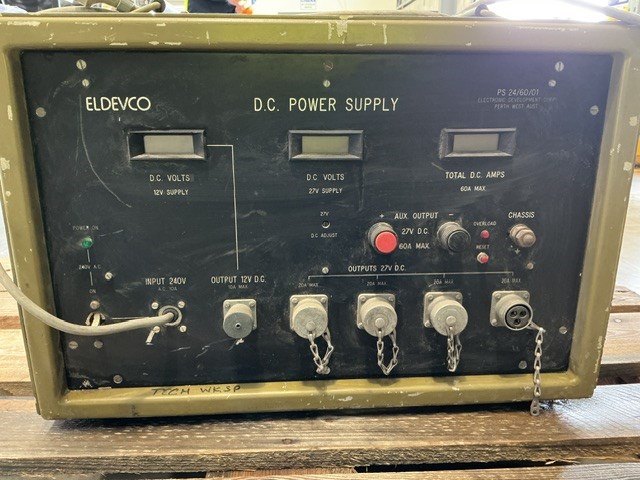 ELDEVCO
D.C. POWER SUPPLY
PS 24/60/01
ELECTRONIC DEVELOPMENT CORP
PERTH WEST. AUST.
D.C. VOLTS
12V SUPPLY
D.C. VOLTS
27V SUPPLY
TOTAL D.C. AMPS
60A MAX.
27V
D.C. ADJUST
AUX OUTPUT
27V D.C.
60A MAX.
OVERLOAD
RESET
CHASSIS
POWER ON
240V A.C.
ON
INPUT 240V
A.C. 10A
OUTPUT 12V D.C.
10A MAX.
OUTPUTS 27V D.C.
20A MAX.
20A MAX.
20A MAX.
20A MAX.
TECH WKSP